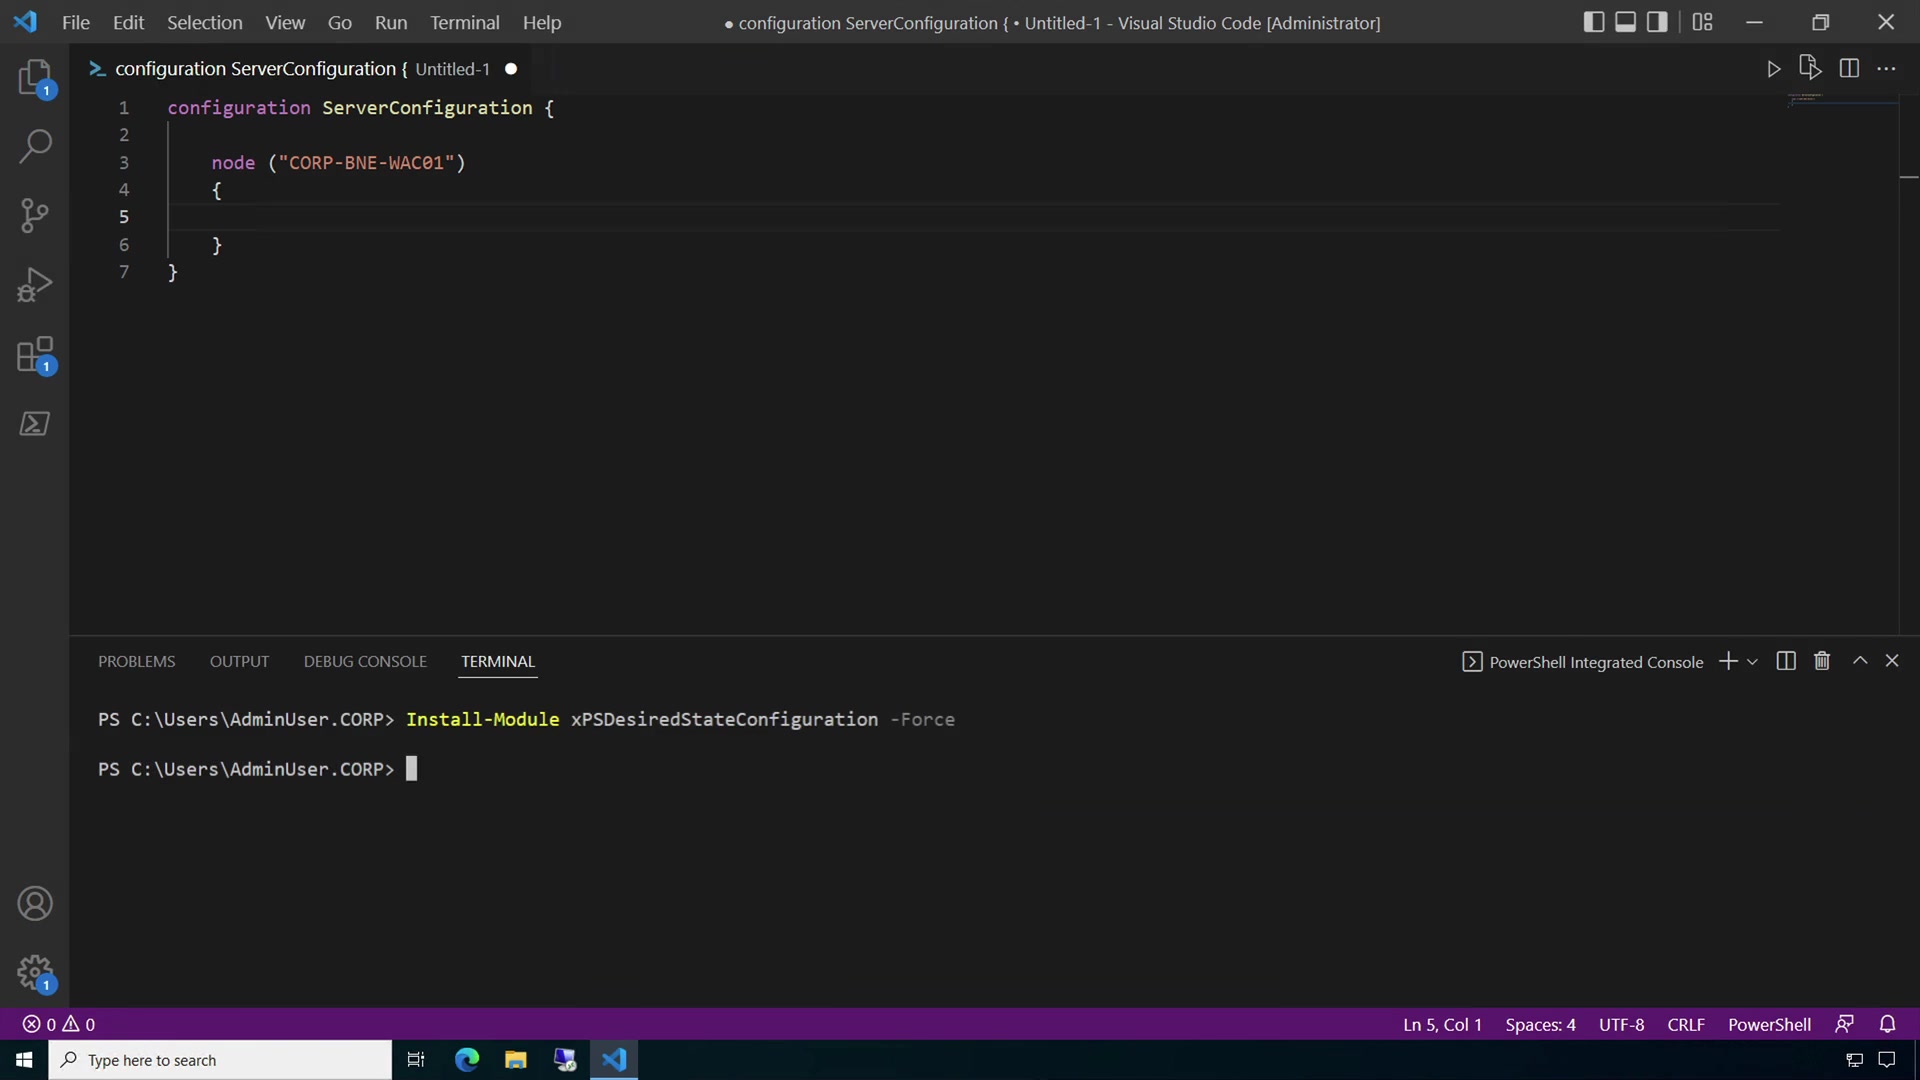 File Edit Selection View Go Run Terminal Help
● configuration ServerConfiguration { • Untitled-1 - Visual Studio Code [Administrator]
configuration ServerConfiguration { Untitled-1 ●
1 configuration ServerConfiguration {
2
3 node ("CORP-BNE-WAC01")
4 {
5
6 }
7 }
1
1
PROBLEMS OUTPUT DEBUG CONSOLE TERMINAL
PowerShell Integrated Console
PS C:\Users\AdminUser.CORP> Install-Module xPSDesiredStateConfiguration -Force
PS C:\Users\AdminUser.CORP>
1
0 0
Ln 5, Col 1 Spaces: 4 UTF-8 CRLF PowerShell
Type here to search